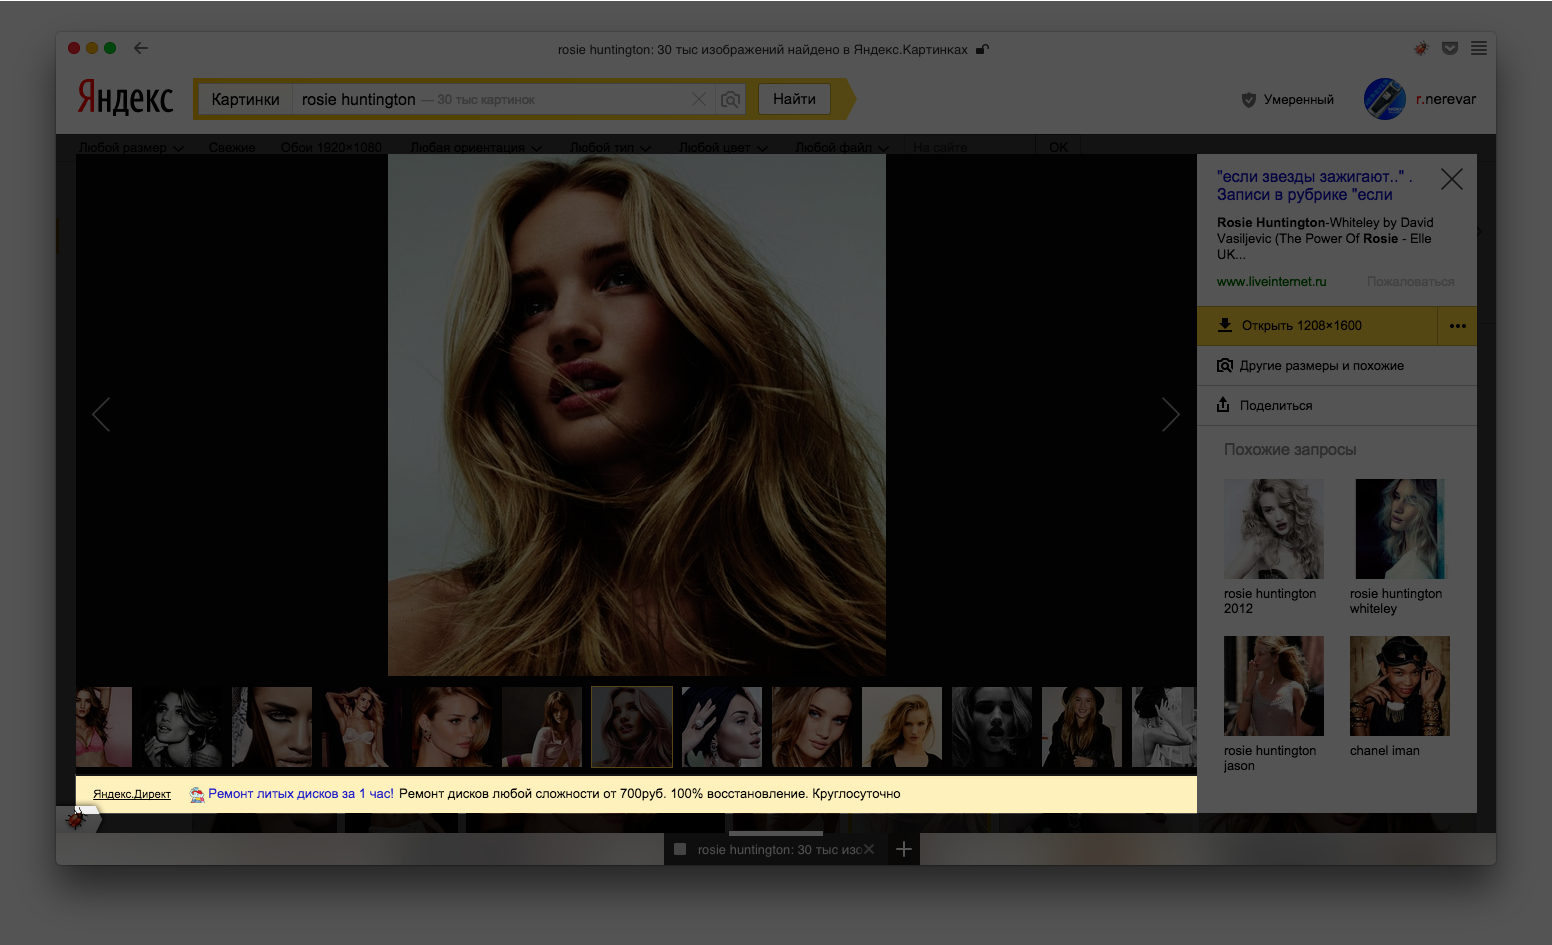 rosie huntington: 30 тыс изображений найдено в Яндекс.Картинках
Яндекс
Картинки
rosie huntington — 30 тыс картинок
Найти
Умеренный
r.nerevar
Любой размер
Свежие
Обои 1920×1080
Любая ориентация
Любой тип
Любой цвет
Любой файл
На сайте
OK
"если звезды зажигают.." .
Записи в рубрике "если
Rosie Huntington-Whiteley by David
Vasiljevic (The Power Of Rosie - Elle
UK...
www.liveinternet.ru
Пожаловаться
Открыть 1208×1600
Другие размеры и похожие
Поделиться
Похожие запросы
rosie huntington
2012
rosie huntington
whiteley
rosie huntington
jason
chanel iman
Яндекс.Директ
Ремонт литых дисков за 1 час! Ремонт дисков любой сложности от 700руб. 100% восстановление. Круглосуточно
rosie huntington: 30 тыс изо